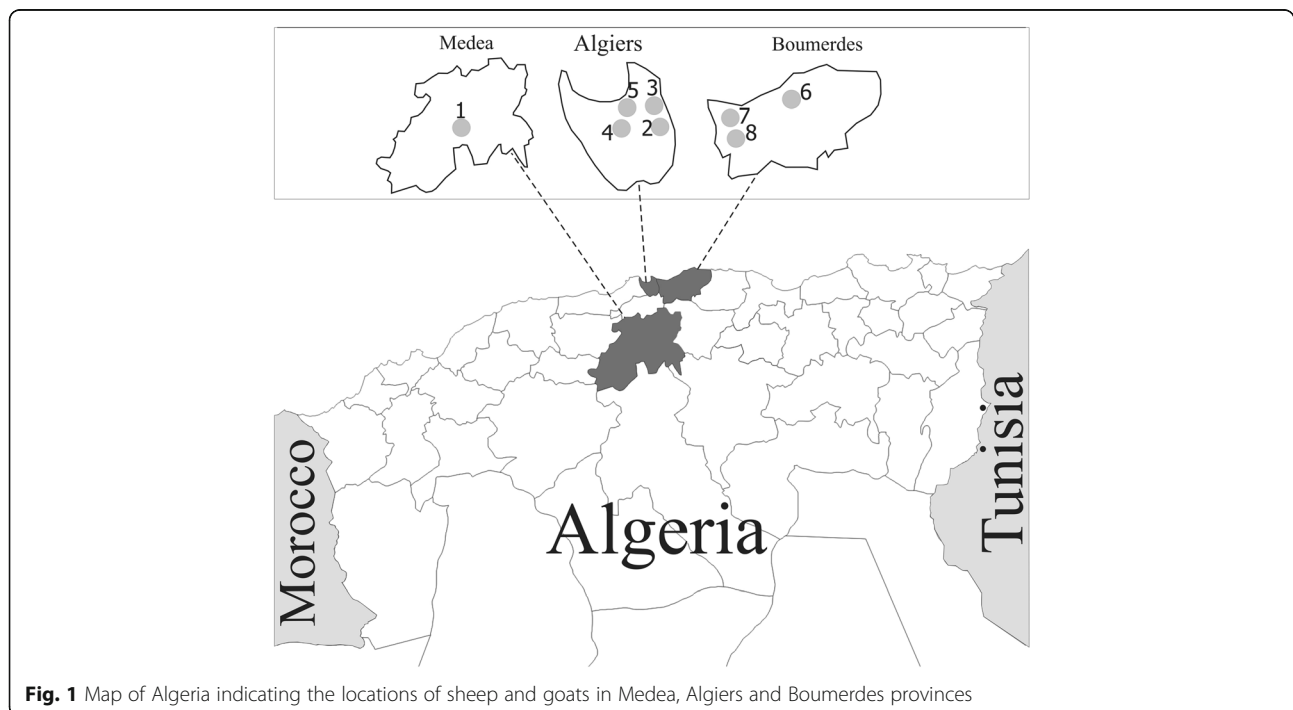 Medea
Algiers
Boumerdes
1
5
3
4
2
6
7
8
Morocco
Algeria
Tunisia
Fig. 1 Map of Algeria indicating the locations of sheep and goats in Medea, Algiers and Boumerdes provinces